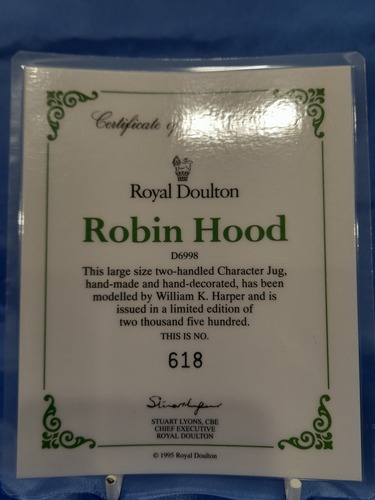 Certificate of
Royal Doulton
Robin Hood
D6998
This large size two-handled Character Jug,
hand-made and hand-decorated, has been
modelled by William K. Harper and is
issued in a limited edition of
two thousand five hundred.
THIS IS NO.
618
STUART LYONS, CBE
CHIEF EXECUTIVE
ROYAL DOULTON
© 1995 Royal Doulton